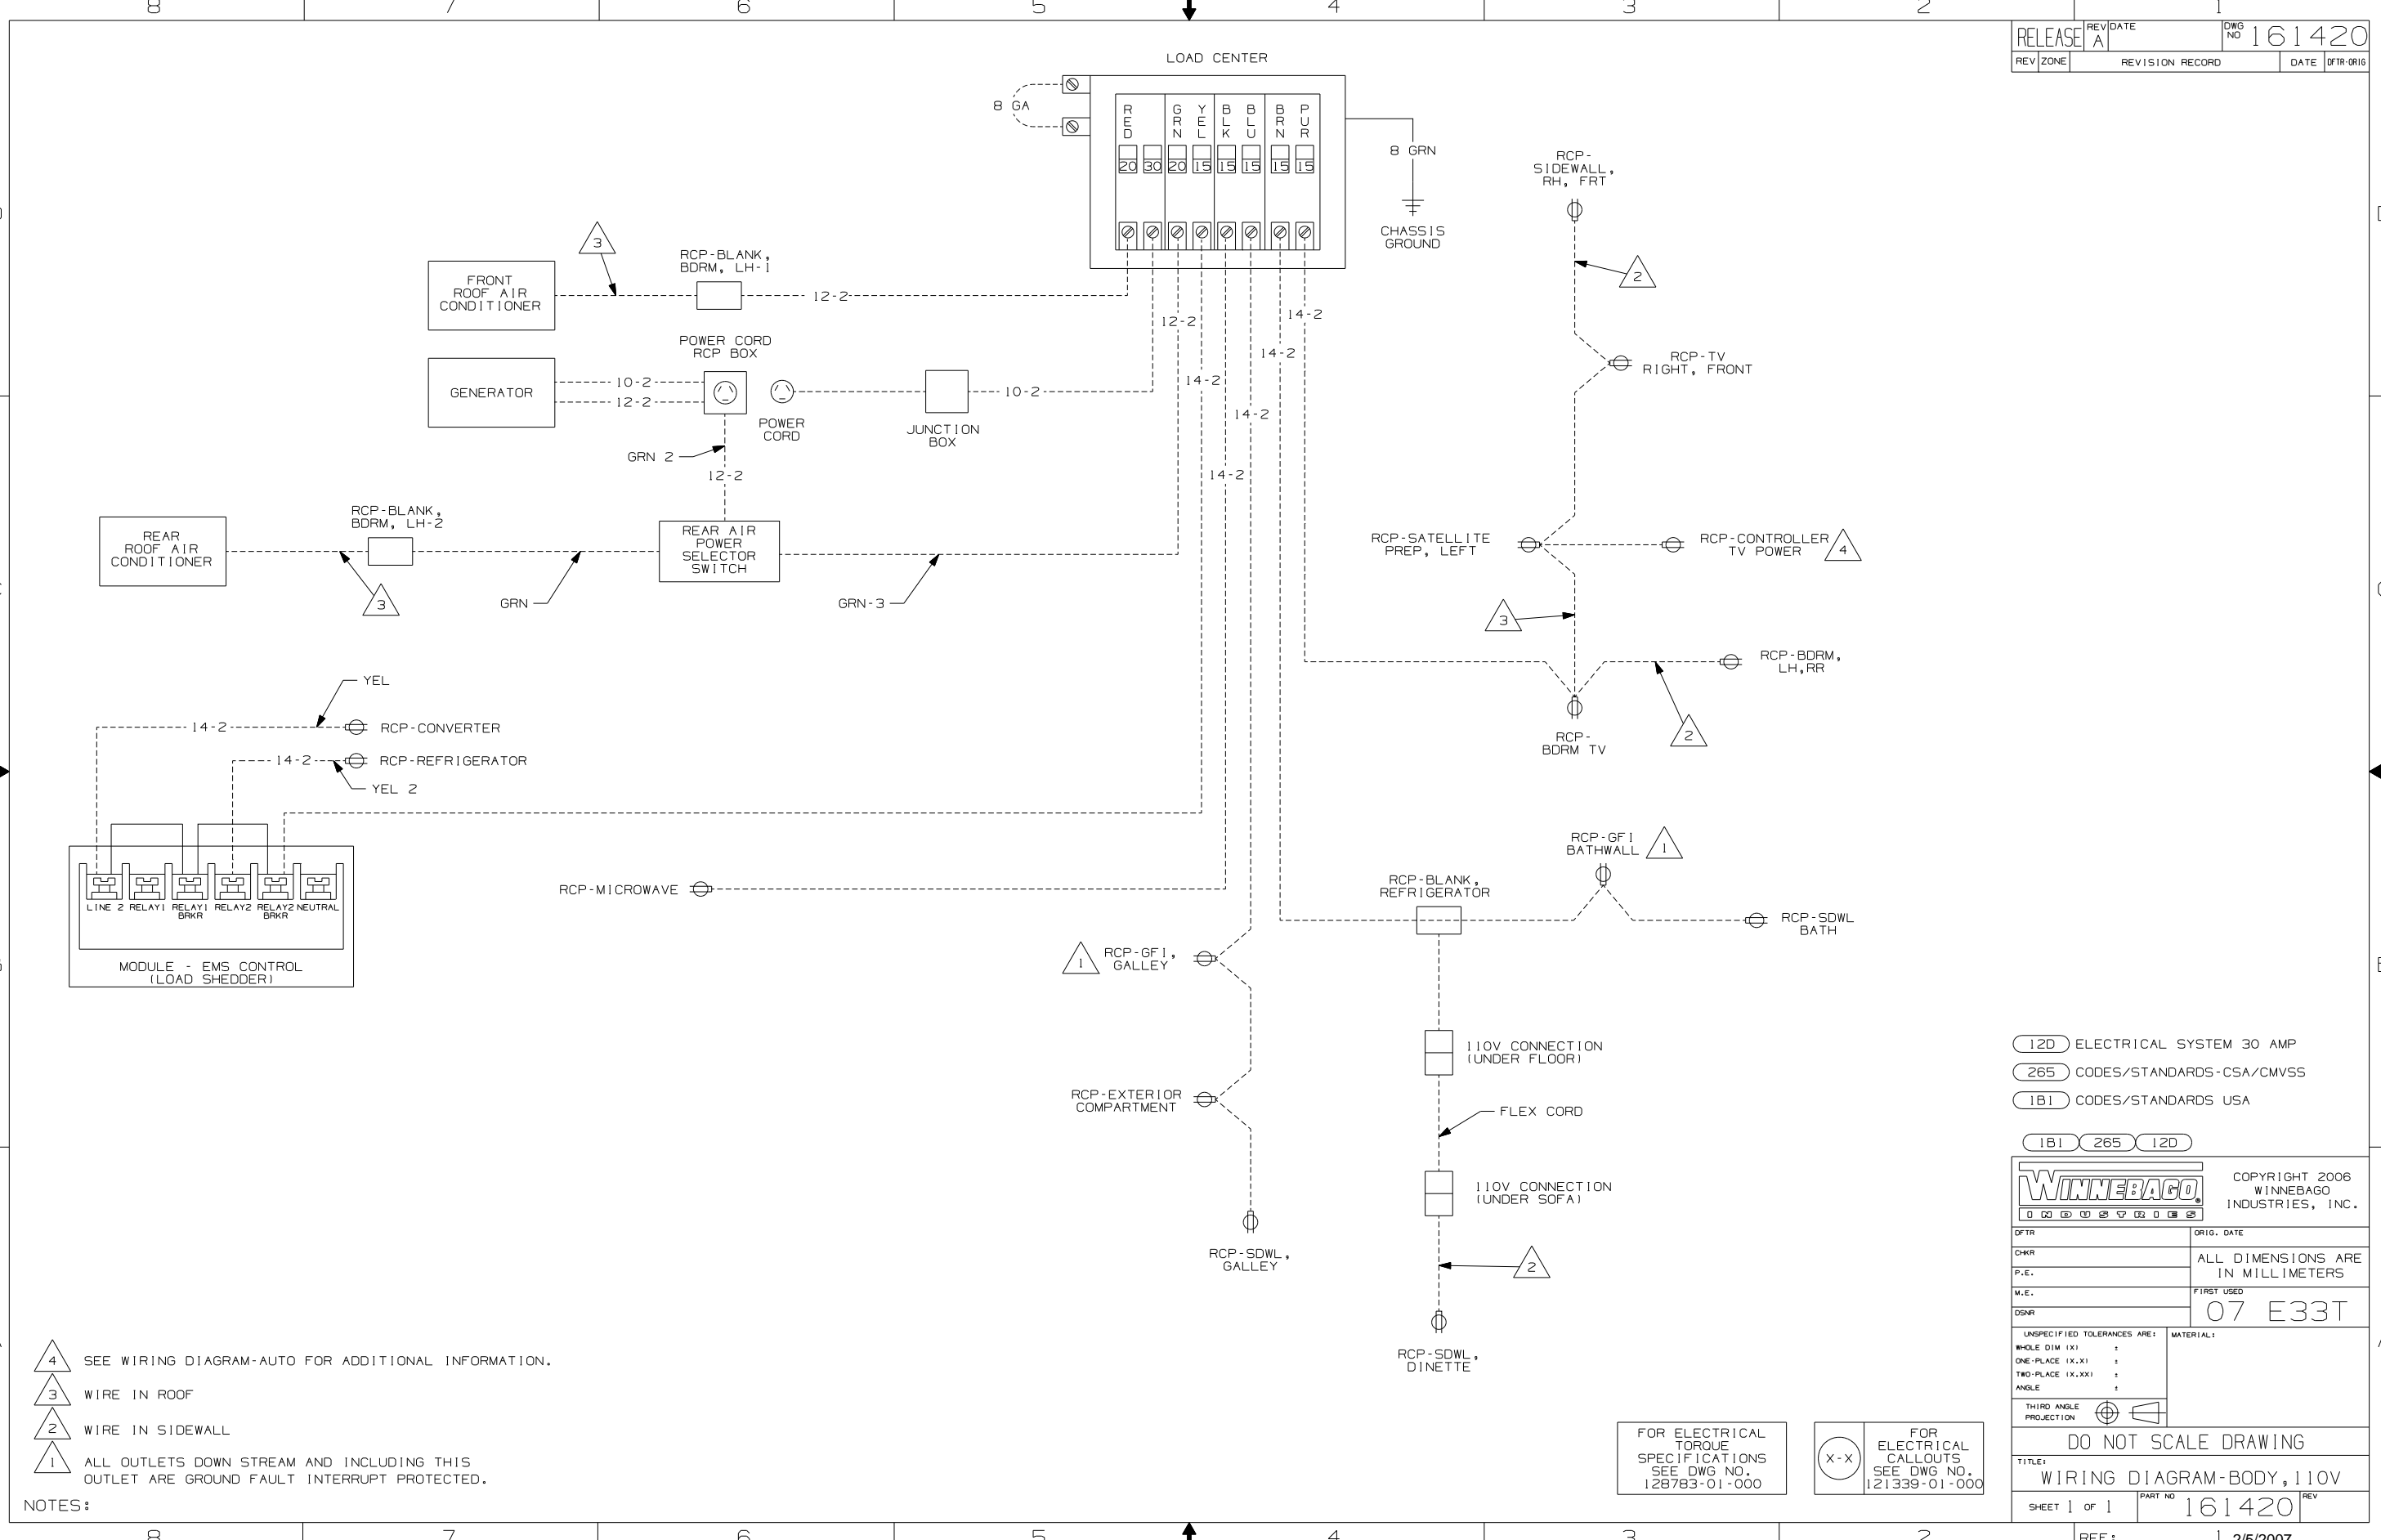 8 7 6 5 4 3 2 1
RELEASE
REV
A
DATE
DWG
NO
161420
REV ZONE REVISION RECORD DATE DFTR-ORIG
LOAD CENTER
8 GA
RED GRN YEL BLK BLU BRN PUR
20 30 20 15 15 15 15 15
8 GRN
CHASSIS
GROUND
RCP-
SIDEWALL,
RH, FRT
2
3
RCP-BLANK,
BDRM, LH-1
FRONT
ROOF AIR
CONDITIONER
12-2
12-2
14-2
14-2
14-2
14-2
14-2
POWER CORD
RCP BOX
GENERATOR
10-2
12-2
POWER
CORD
JUNCTION
BOX
10-2
GRN 2
12-2
RCP-TV
RIGHT, FRONT
RCP-BLANK,
BDRM, LH-2
REAR
ROOF AIR
CONDITIONER
REAR AIR
POWER
SELECTOR
SWITCH
3
GRN
GRN-3
RCP-SATELLITE
PREP, LEFT
RCP-CONTROLLER
TV POWER
4
3
RCP-BDRM,
LH,RR
2
RCP-
BDRM TV
YEL
14-2
RCP-CONVERTER
14-2
RCP-REFRIGERATOR
YEL 2
LINE 2 RELAY1 RELAY1
BRKR RELAY2 RELAY2
BRKR NEUTRAL
MODULE - EMS CONTROL
(LOAD SHEDDER)
RCP-MICROWAVE
RCP-GFI
BATHWALL
1
RCP-BLANK,
REFRIGERATOR
RCP-SDWL
BATH
1
RCP-GFI,
GALLEY
RCP-EXTERIOR
COMPARTMENT
RCP-SDWL,
GALLEY
110V CONNECTION
(UNDER FLOOR)
FLEX CORD
110V CONNECTION
(UNDER SOFA)
2
RCP-SDWL,
DINETTE
12D ELECTRICAL SYSTEM 30 AMP
265 CODES/STANDARDS-CSA/CMVSS
1B1 CODES/STANDARDS USA
1B1 265 12D
WINNEBAGO®
INDUSTRIES
COPYRIGHT 2006
WINNEBAGO
INDUSTRIES, INC.
DFTR
ORIG. DATE
CHKR
ALL DIMENSIONS ARE
IN MILLIMETERS
P.E.
M.E.
FIRST USED
07 E33T
DSNR
UNSPECIFIED TOLERANCES ARE:
MATERIAL:
WHOLE DIM (X) ±
ONE-PLACE (X.X) ±
TWO-PLACE (X.XX) ±
ANGLE ±
THIRD ANGLE
PROJECTION
DO NOT SCALE DRAWING
TITLE:
WIRING DIAGRAM-BODY,110V
SHEET 1 OF 1
PART NO
161420
REV
4 SEE WIRING DIAGRAM-AUTO FOR ADDITIONAL INFORMATION.
3 WIRE IN ROOF
2 WIRE IN SIDEWALL
1 ALL OUTLETS DOWN STREAM AND INCLUDING THIS
OUTLET ARE GROUND FAULT INTERRUPT PROTECTED.
NOTES:
FOR ELECTRICAL
TORQUE
SPECIFICATIONS
SEE DWG NO.
128783-01-000
X-X
FOR
ELECTRICAL
CALLOUTS
SEE DWG NO.
121339-01-000
8 7 6 5 4 3 2
REF: 1 2/5/2007